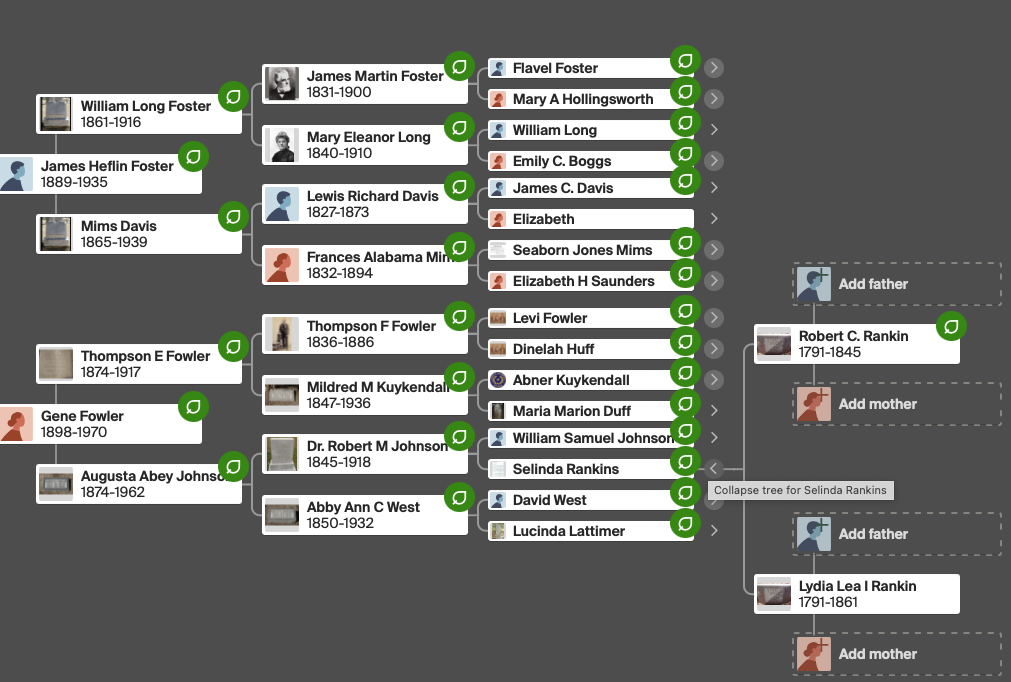 William Long Foster
1861-1916
James Heflin Foster
1889-1935
Mims Davis
1865-1939
Thompson E Fowler
1874-1917
Gene Fowler
1898-1970
Augusta Abey Johnso
1874-1962
James Martin Foster
1831-1900
Mary Eleanor Long
1840-1910
Lewis Richard Davis
1827-1873
Frances Alabama Mim
1832-1894
Thompson F Fowler
1836-1886
Mildred M Kuykendall
1847-1936
Dr. Robert M Johnson
1845-1918
Abby Ann C West
1850-1932
Flavel Foster
Mary A Hollingsworth
William Long
Emily C. Boggs
James C. Davis
Elizabeth
Seaborn Jones Mims
Elizabeth H Saunders
Levi Fowler
Dinelah Huff
Abner Kuykendall
Maria Marion Duff
William Samuel Johnson
Selinda Rankins
David West
Lucinda Lattimer
Collapse tree for Selinda Rankins
Add father
Robert C. Rankin
1791-1845
Add mother
Add father
Lydia Lea I Rankin
1791-1861
Add mother